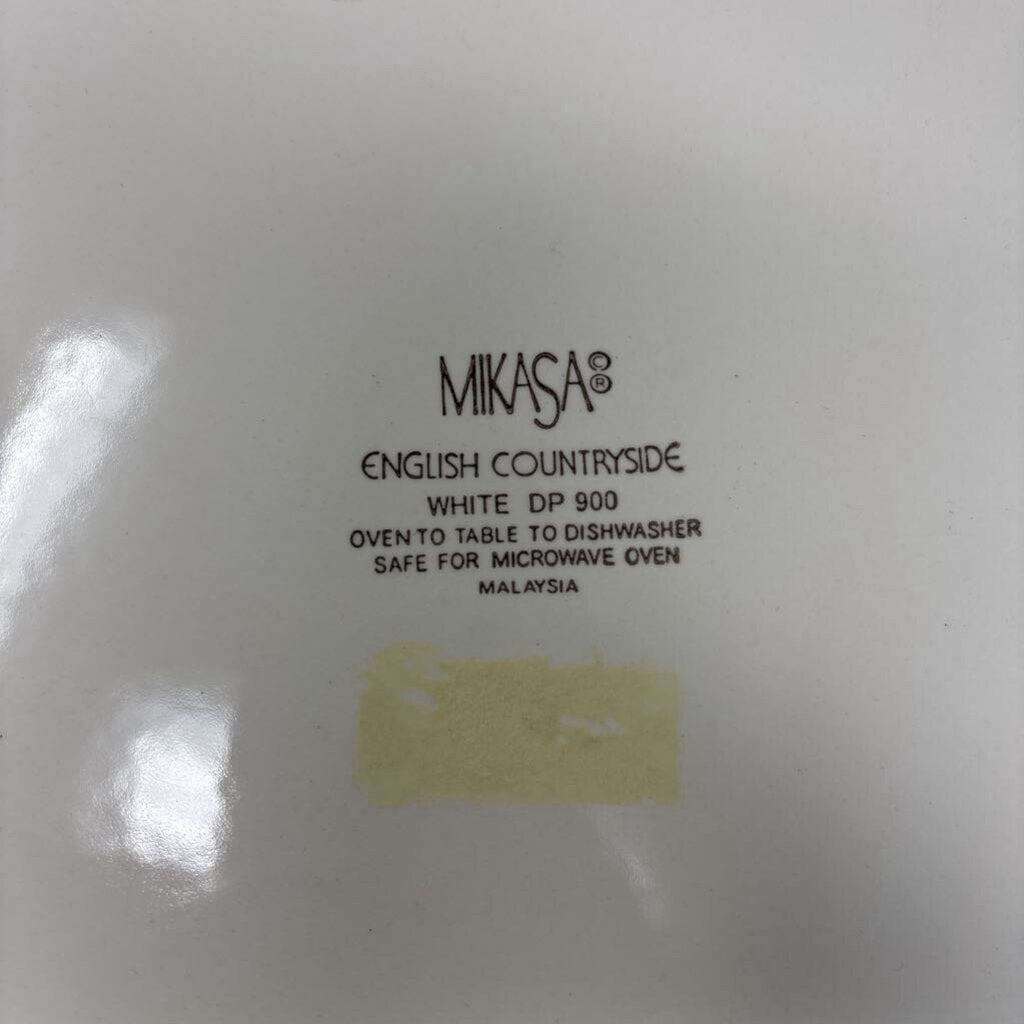 MIKASA©®
ENGLISH COUNTRYSIDE
WHITE DP 900
OVEN TO TABLE TO DISHWASHER
SAFE FOR MICROWAVE OVEN
MALAYSIA